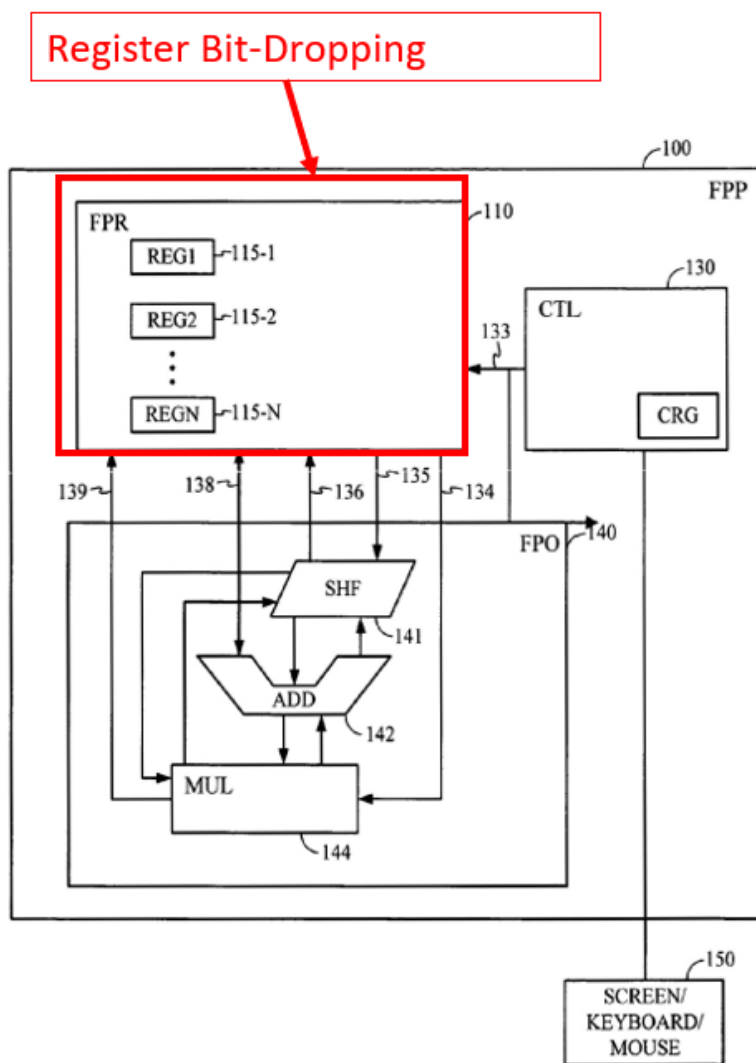 Register Bit-Dropping
100
FPP
110
FPR
REG1
115-1
REG2
115-2
REGN
115-N
130
CTL
133
CRG
139
138
136
135
134
FPO
140
SHF
141
ADD
142
MUL
144
150
SCREEN/
KEYBOARD/
MOUSE